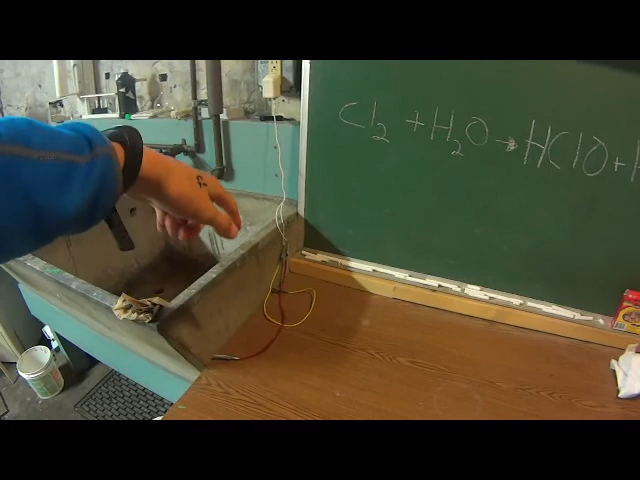 Cl₂ + H₂O → HClO +